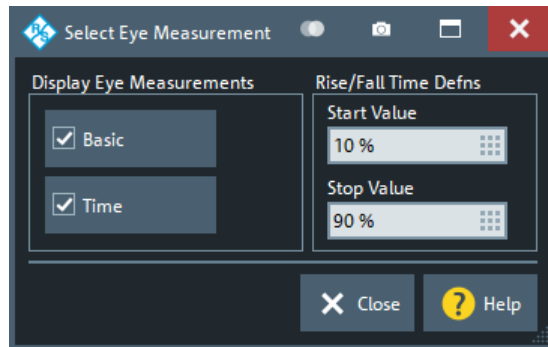 R&S Select Eye Measurement
Display Eye Measurements
Basic
Time
Rise/Fall Time Defns
Start Value
10 %
Stop Value
90 %
Close
? Help